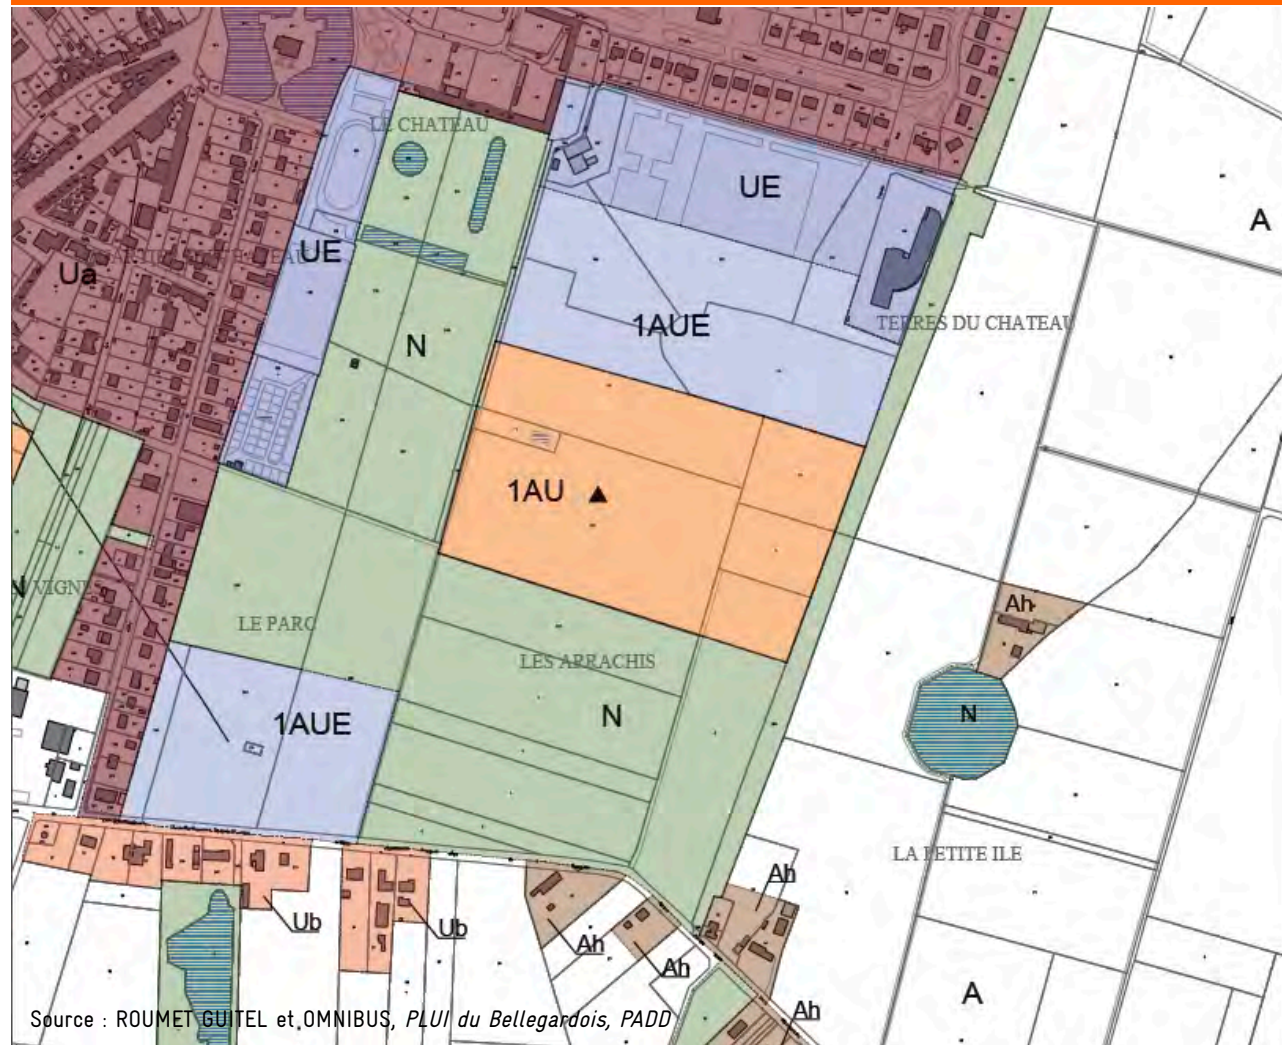 LE CHATEAU
UE
A
Ua
UE
1AUE
TERRES DU CHATEAU
N
1AU
Ah
N
VIGNE
LE PARC
LES ARRACHIS
N
N
1AUE
LA PETITE ILE
Ah
Ub
Ub
Ah
Ah
A
Ah
Source : ROUMET GUITEL et OMNIBUS, PLUI du Bellegardois, PADD